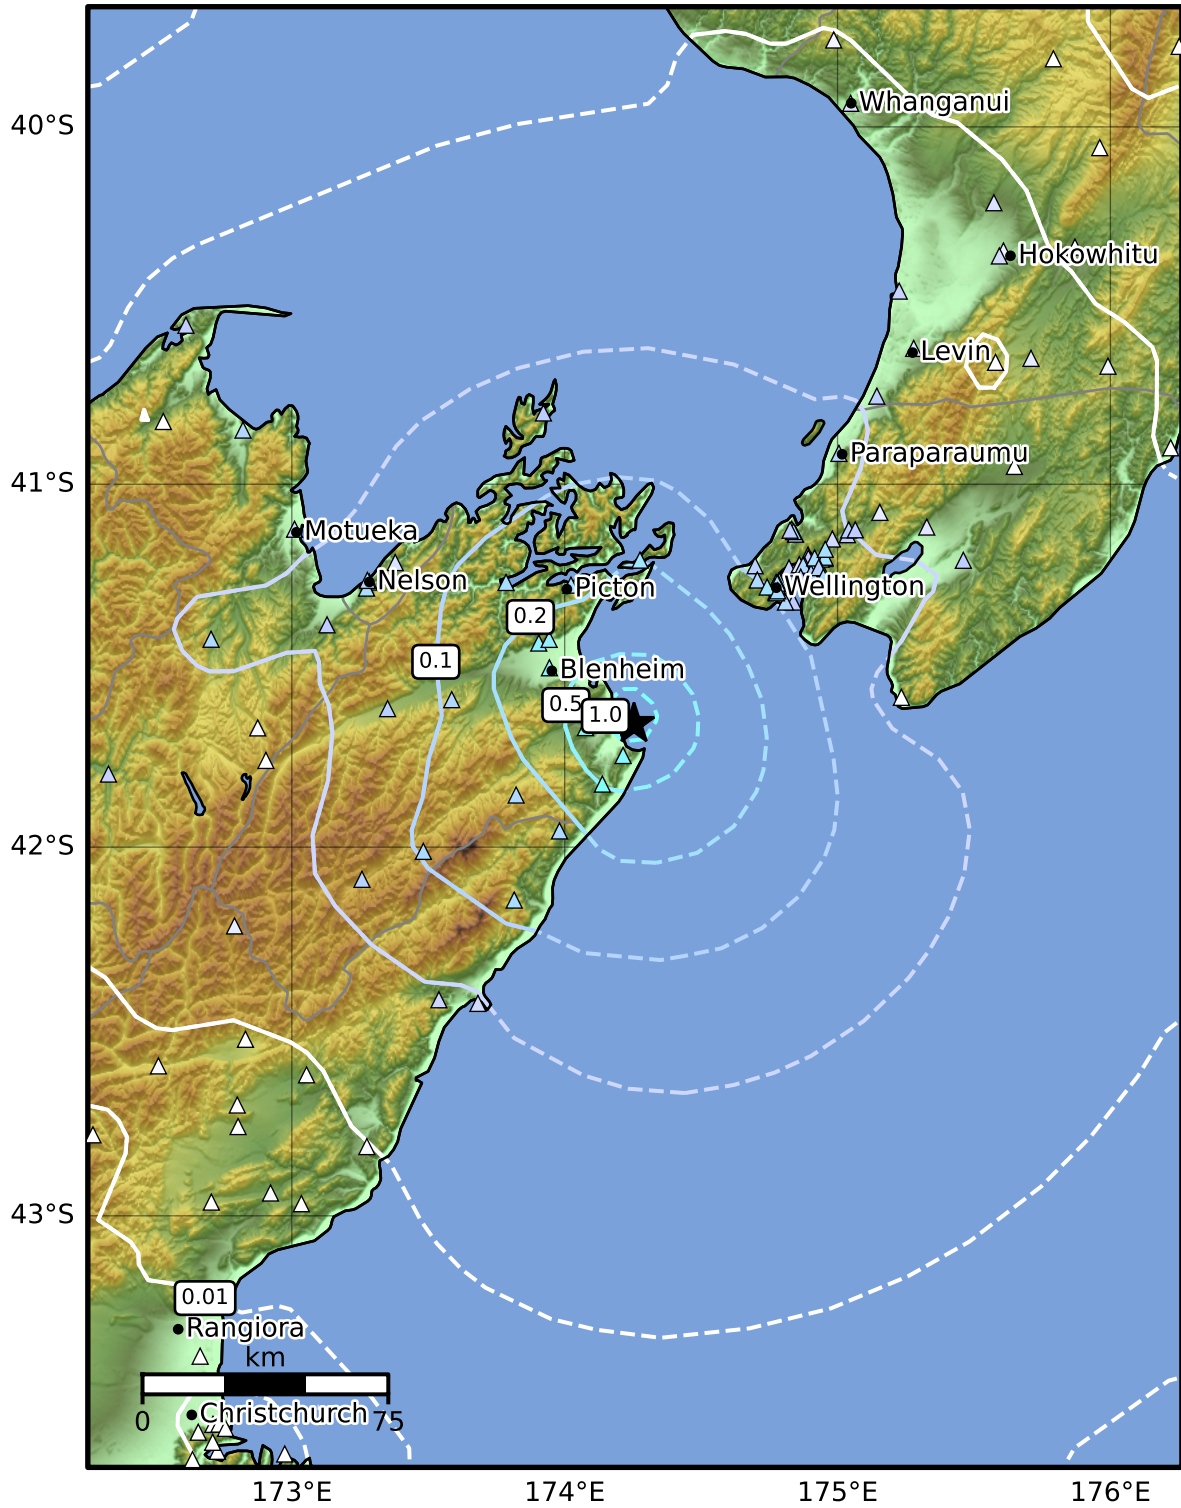 Whanganui
40°S
Hokowhitu
Levin
Paraparaumu
41°S
Motueka
Nelson
Picton
Wellington
0.2
0.1
Blenheim
0.5
1.0
42°S
43°S
0.01
Rangiora
km
0
75
Christchurch
173°E
174°E
175°E
176°E